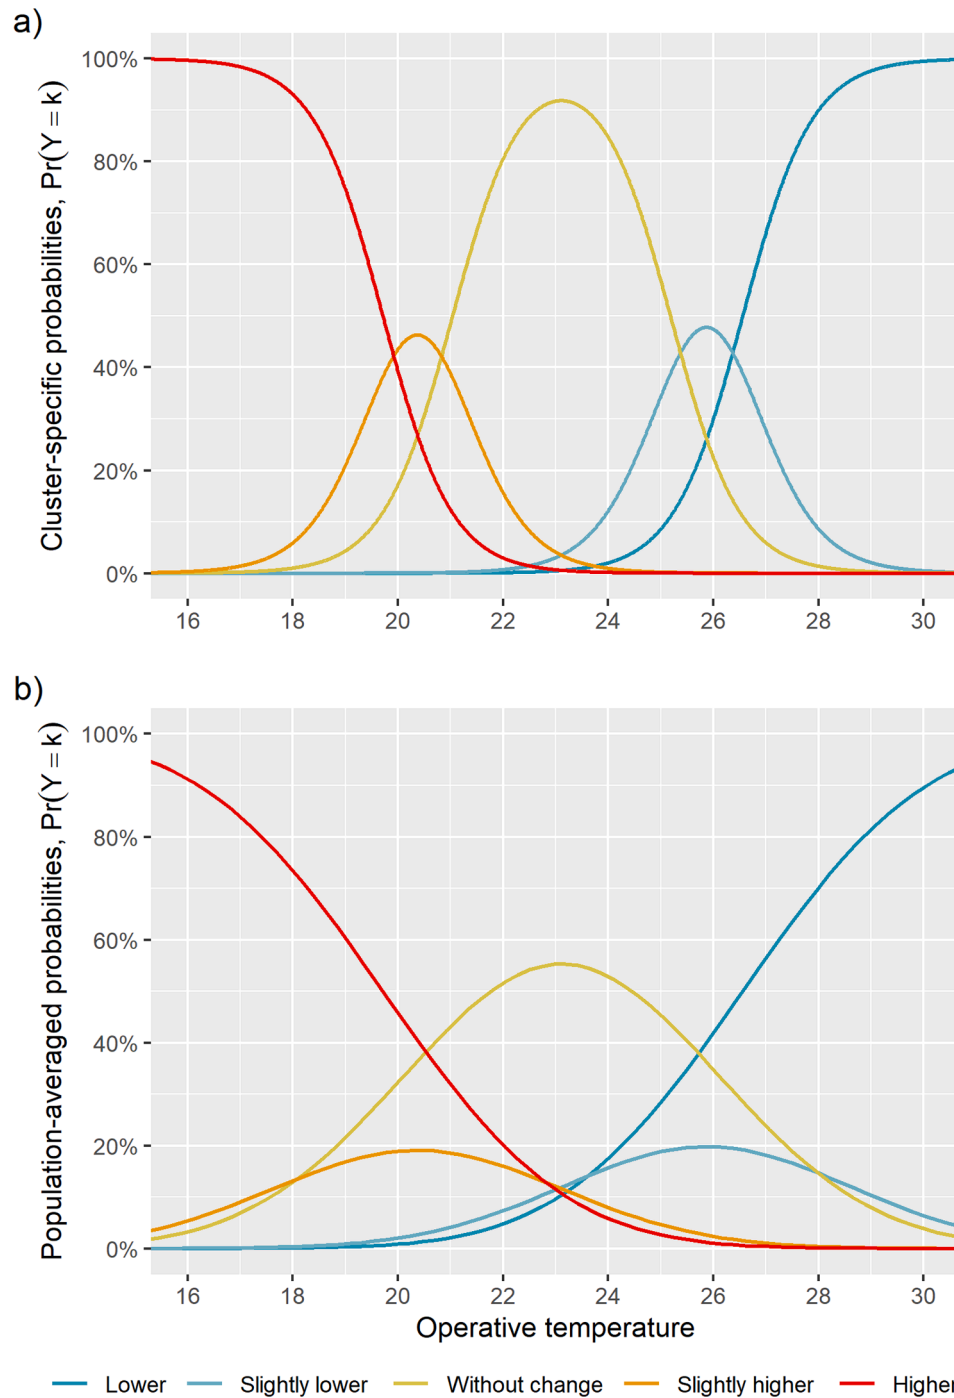 a)
Cluster-specific probabilities, Pr(Y = k)
100%
80%
60%
40%
20%
0%
16 18 20 22 24 26 28 30
b)
Population-averaged probabilities, Pr(Y = k)
100%
80%
60%
40%
20%
0%
16 18 20 22 24 26 28 30
Operative temperature
Lower Slightly lower Without change Slightly higher Higher